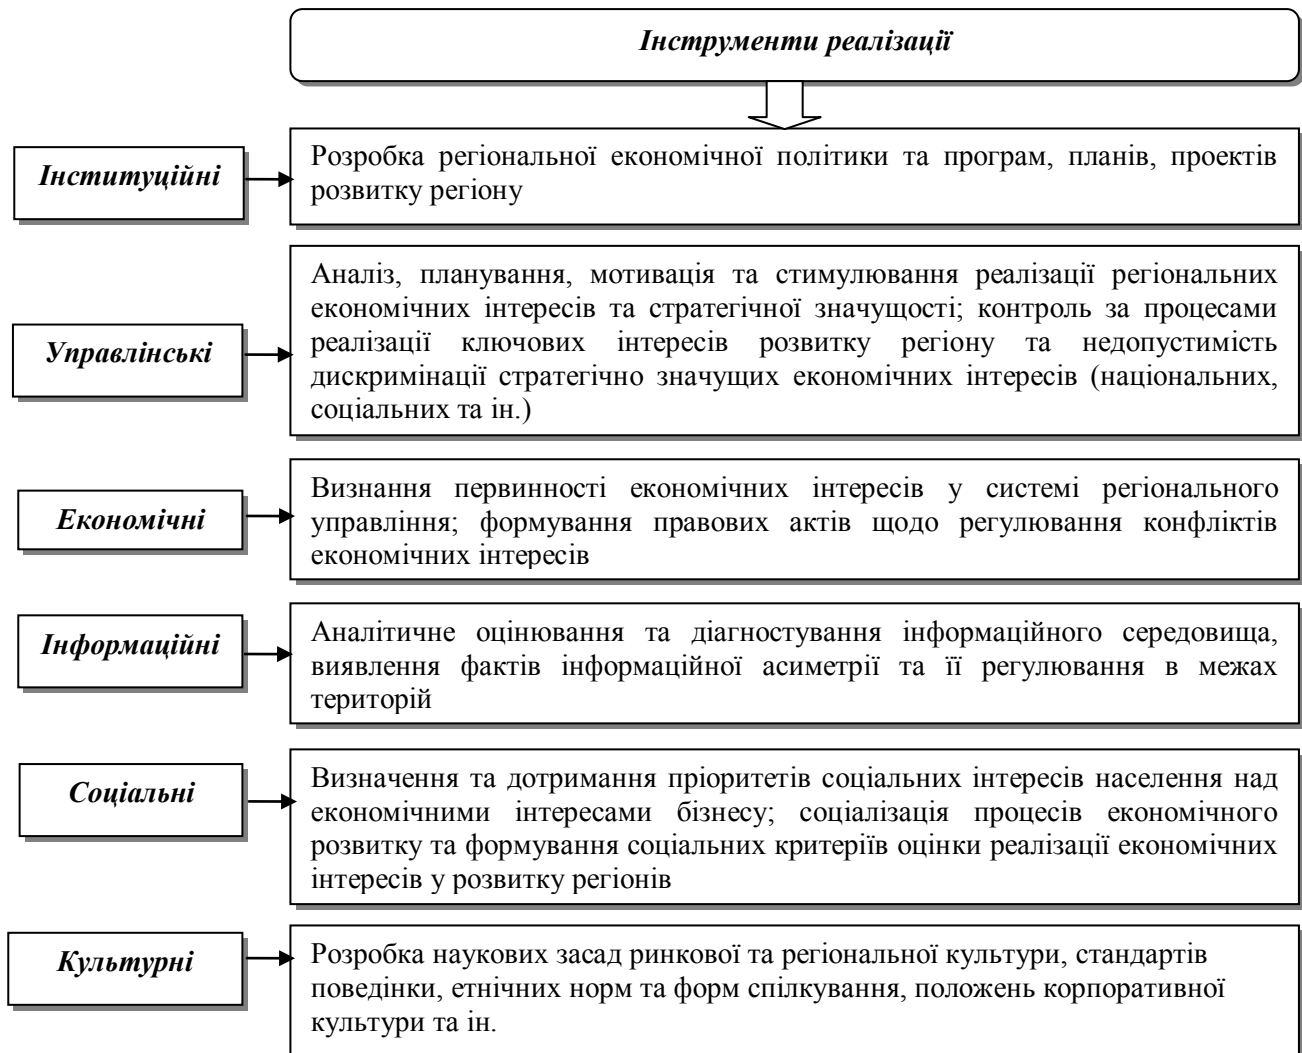 Інструменти реалізації
Інституційні
Розробка регіональної економічної політики та програм, планів, проектів
розвитку регіону
Управлінські
Аналіз, планування, мотивація та стимулювання реалізації регіональних
економічних інтересів та стратегічної значущості; контроль за процесами
реалізації ключових інтересів розвитку регіону та недопустимість
дискримінації стратегічно значущих економічних інтересів (національних,
соціальних та ін.)
Економічні
Визнання первинності економічних інтересів у системі регіонального
управління; формування правових актів щодо регулювання конфліктів
економічних інтересів
Інформаційні
Аналітичне оцінювання та діагностування інформаційного середовища,
виявлення фактів інформаційної асиметрії та її регулювання в межах
територій
Соціальні
Визначення та дотримання пріоритетів соціальних інтересів населення над
економічними інтересами бізнесу; соціалізація процесів економічного
розвитку та формування соціальних критеріїв оцінки реалізації економічних
інтересів у розвитку регіонів
Культурні
Розробка наукових засад ринкової та регіональної культури, стандартів
поведінки, етнічних норм та форм спілкування, положень корпоративної
культури та ін.